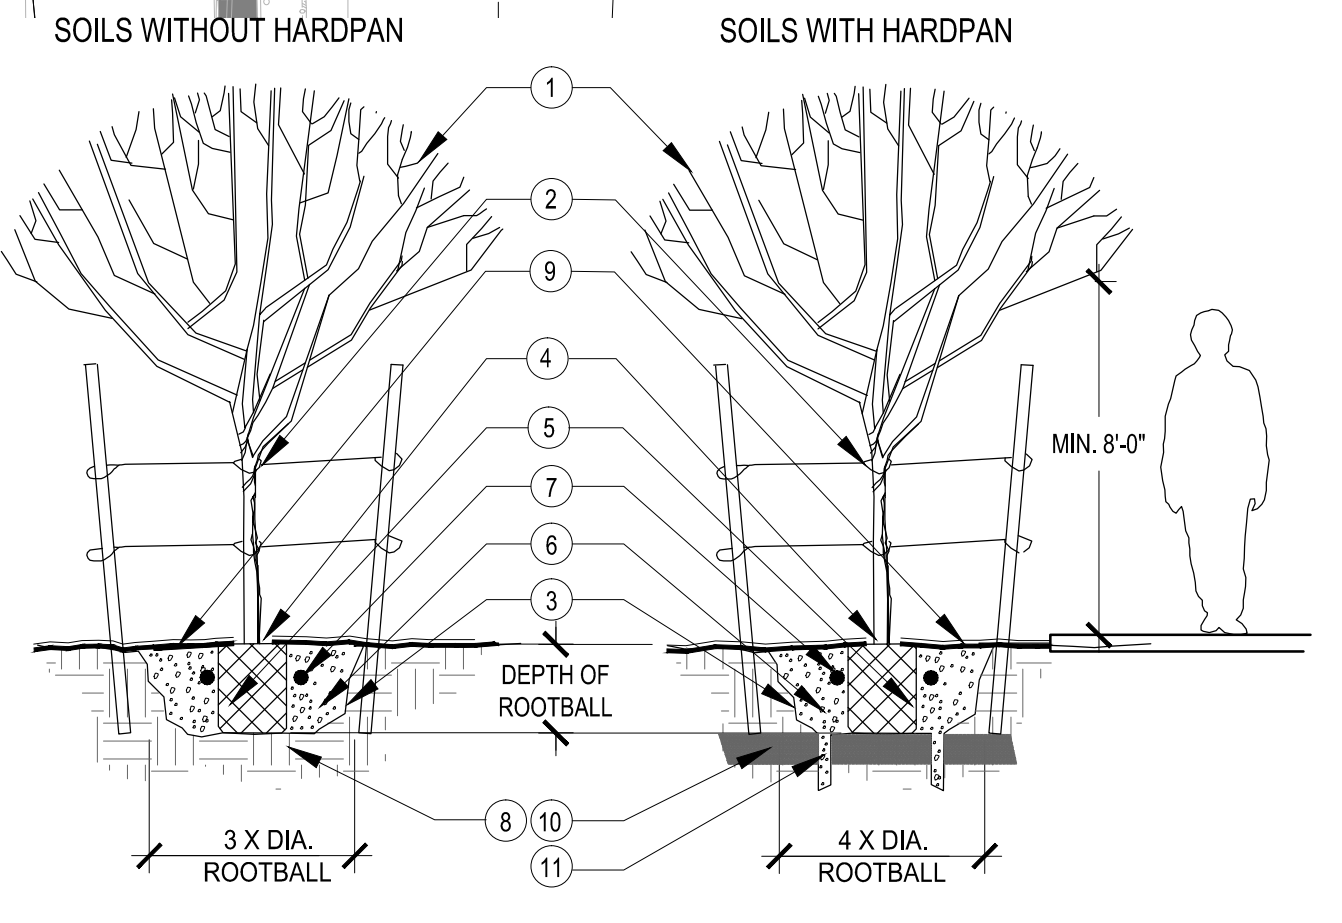 SOILS WITHOUT HARDPAN
SOILS WITH HARDPAN
1
2
9
4
5
7
6
3
MIN. 8'-0"
DEPTH OF
ROOTBALL
8
10
11
3 X DIA.
ROOTBALL
4 X DIA.
ROOTBALL